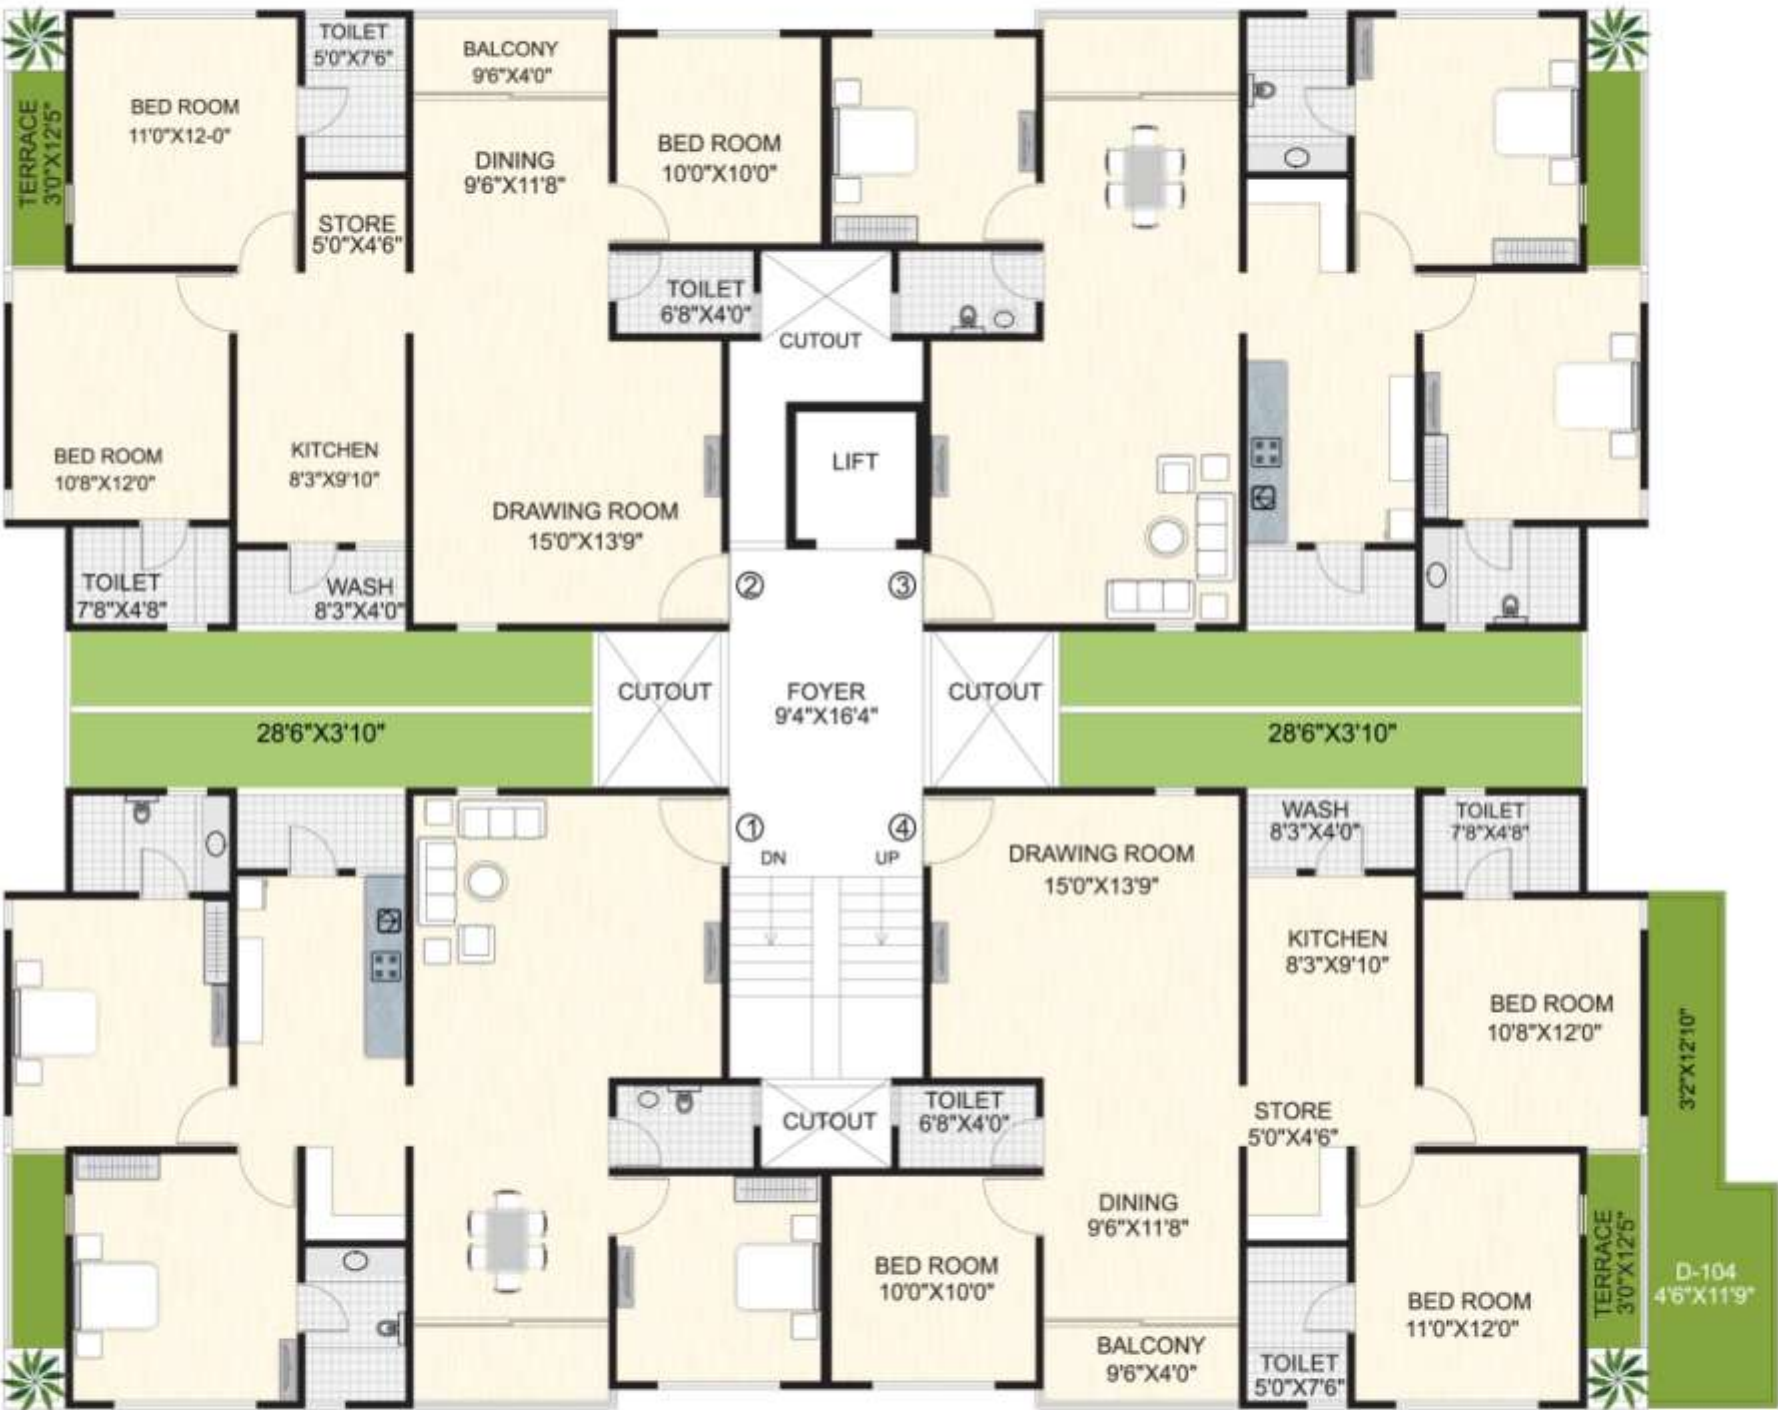 TOILET
5'0"X7'6"
BALCONY
9'6"X4'0"
BED ROOM
11'0"X12-0"
TERRACE
3'0"X12'5"
DINING
9'6"X11'8"
BED ROOM
10'0"X10'0"
STORE
5'0"X4'6"
TOILET
6'8"X4'0"
CUTOUT
LIFT
BED ROOM
10'8"X12'0"
KITCHEN
8'3"X9'10"
DRAWING ROOM
15'0"X13'9"
TOILET
7'8"X4'8"
WASH
8'3"X4'0"
2
3
CUTOUT
FOYER
9'4"X16'4"
CUTOUT
28'6"X3'10"
28'6"X3'10"
1
4
DN
UP
DRAWING ROOM
15'0"X13'9"
WASH
8'3"X4'0"
TOILET
7'8"X4'8"
KITCHEN
8'3"X9'10"
BED ROOM
10'8"X12'0"
3'2"X12'10"
CUTOUT
TOILET
6'8"X4'0"
STORE
5'0"X4'6"
DINING
9'6"X11'8"
BED ROOM
10'0"X10'0"
BED ROOM
11'0"X12'0"
TERRACE
3'0"X12'5"
D-104
4'6"X11'9"
BALCONY
9'6"X4'0"
TOILET
5'0"X7'6"